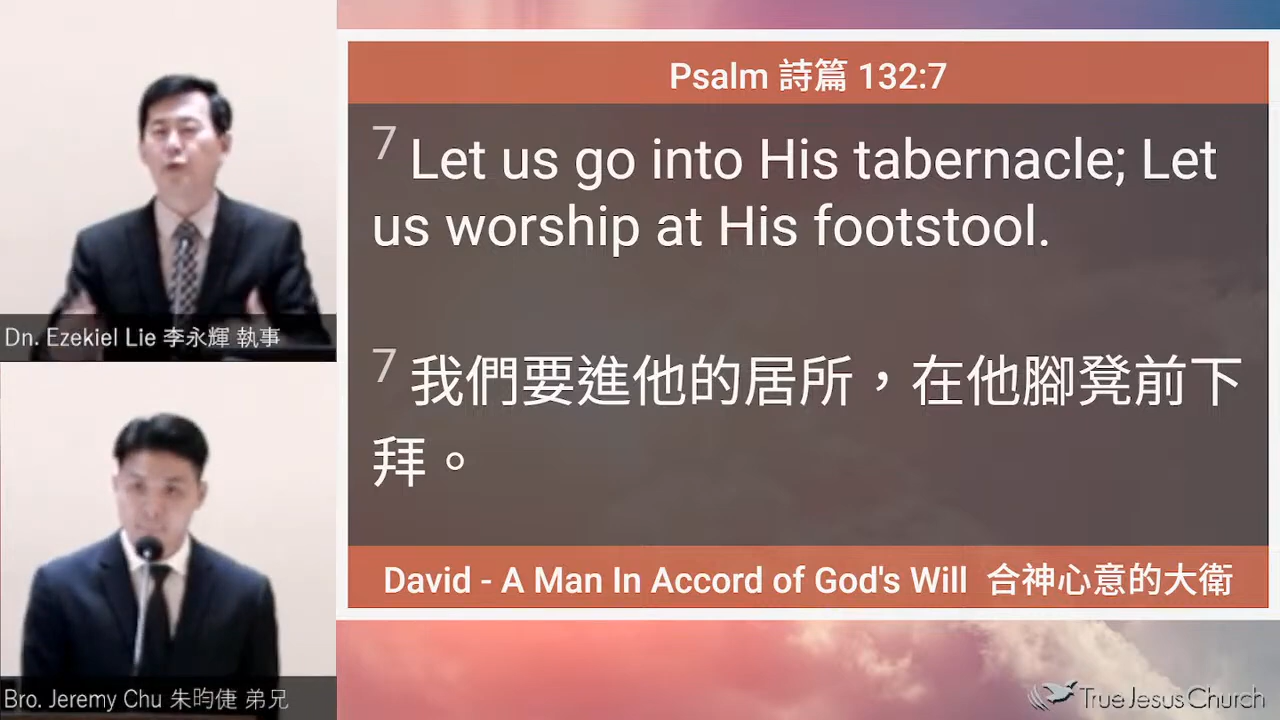 Psalm 詩篇 132:7
7 Let us go into His tabernacle; Let
us worship at His footstool.
7 我們要進他的居所，在他腳凳前下
拜。
David - A Man In Accord of God's Will 合神心意的大衛
Dn. Ezekiel Lie 李永輝 執事
Bro. Jeremy Chu 朱昀倢 弟兄
True Jesus Church